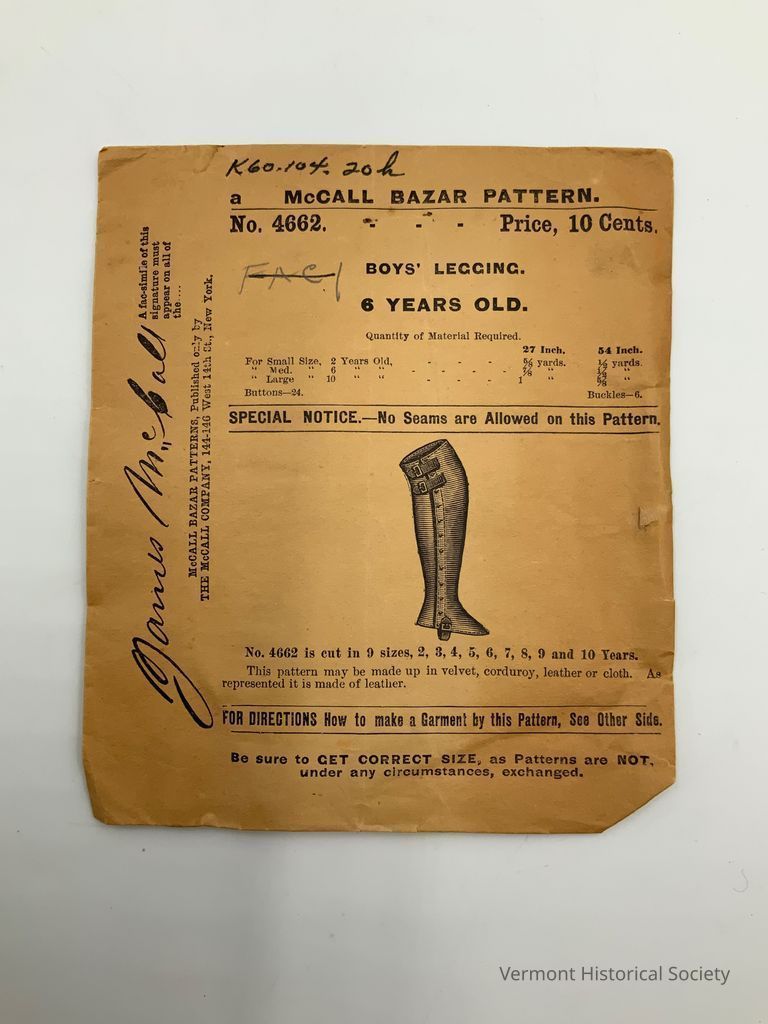 K60.104. 20h
a McCALL BAZAR PATTERN.
No. 4662. - - - Price, 10 Cents.
BOYS' LEGGING.
6 YEARS OLD.
Quantity of Material Required.
27 Inch. 54 Inch.
For Small Size, 2 Years Old, - - - - ⅝ yards. yards.
" Med. " 6 " " - - - - ⅞ " ½ "
" Large " 10 " " - - - - 1 " ⅝ "
Buttons—24. Buckles—6.
SPECIAL NOTICE.—No Seams are Allowed on this Pattern.
No. 4662 is cut in 9 sizes, 2, 3, 4, 5, 6, 7, 8, 9 and 10 Years.
This pattern may be made up in velvet, corduroy, leather or cloth. As
represented it is made of leather.
FOR DIRECTIONS How to make a Garment by this Pattern, See Other Side.
Be sure to GET CORRECT SIZE, as Patterns are NOT,
under any circumstances, exchanged.
James McCall
A fac-simile of this
signature must
appear on all of
the....
McCALL BAZAR PATTERNS, Published only by
THE McCALL COMPANY, 144-146 West 14th St., New York.
Vermont Historical Society